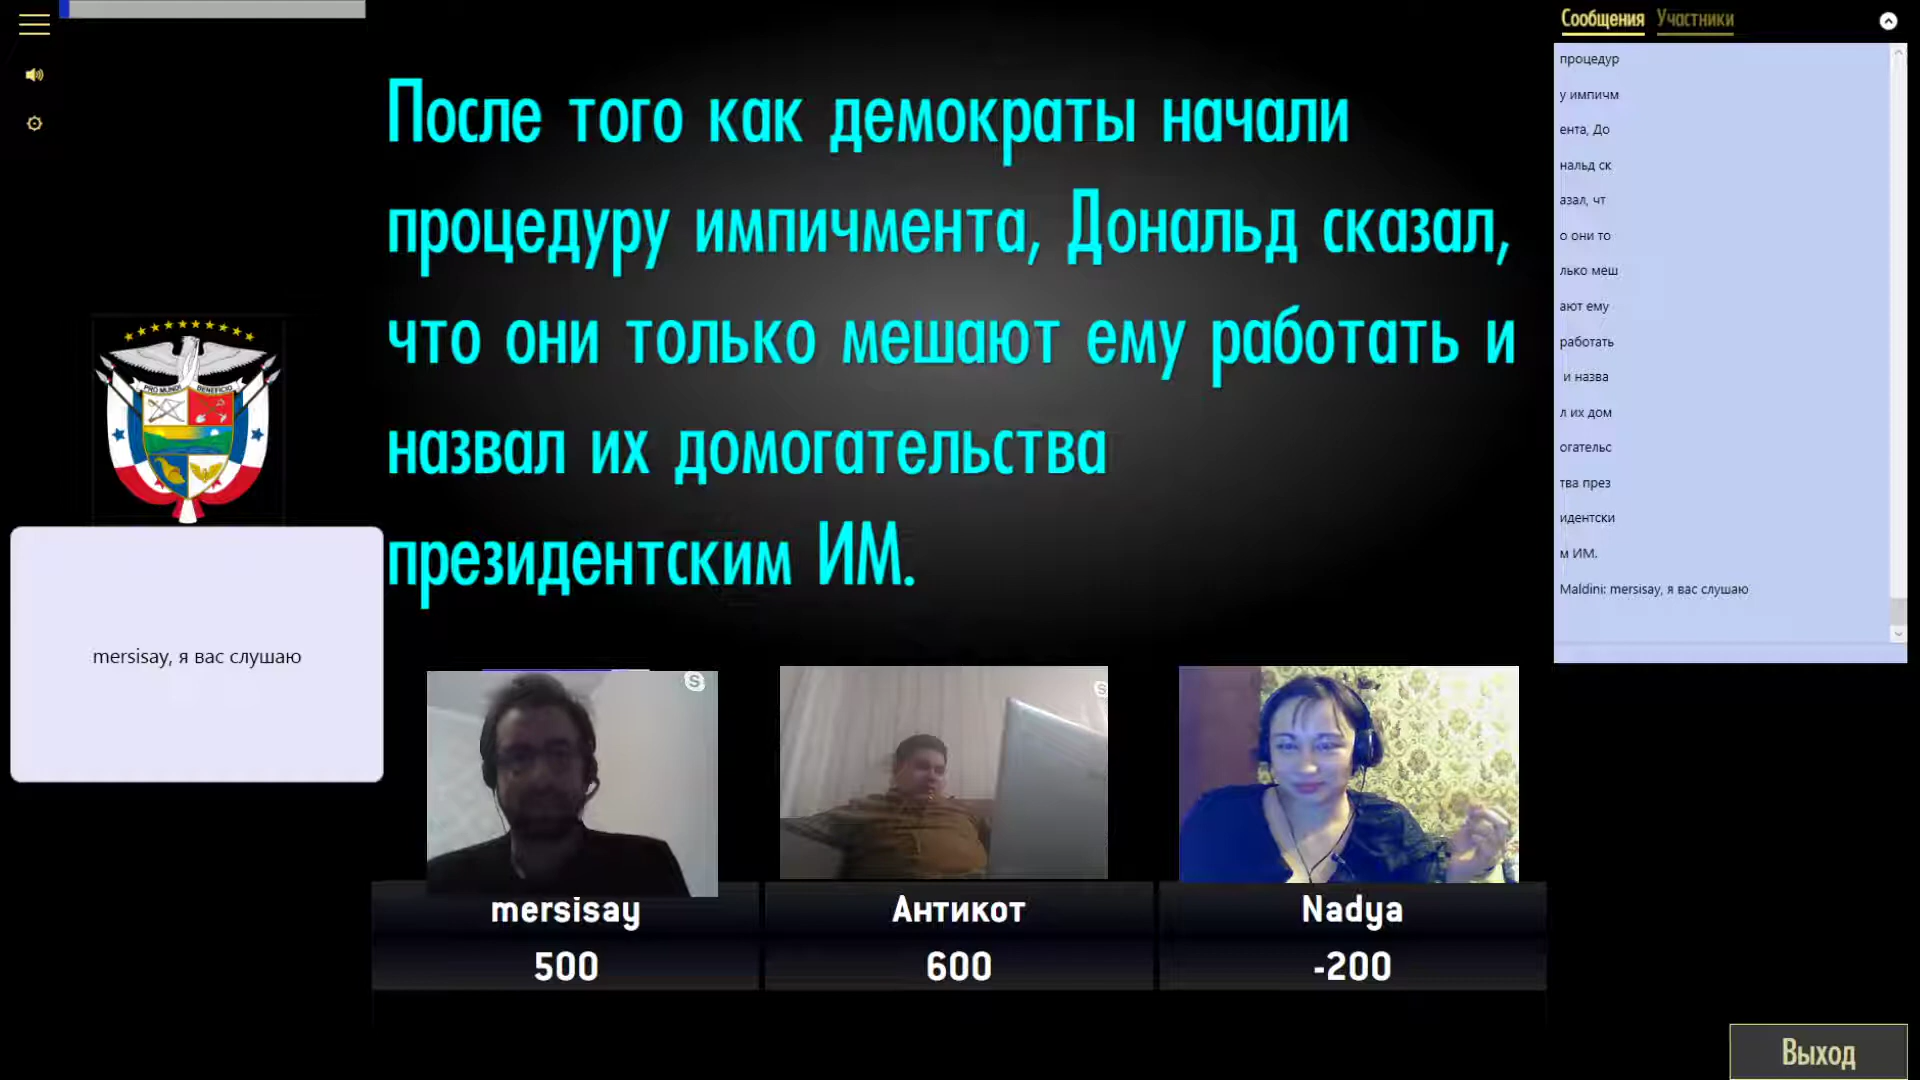 Сообщения Участники
После того как демократы начали
процедуру импичмента, Дональд сказал,
что они только мешают ему работать и
назвал их домогательства
президентским ИМ.
процедур
у импичм
ента, До
нальд ск
азал, чт
о они то
лько меш
ают ему
работать
и назва
л их дом
огательс
тва през
идентски
м ИМ.
Maldini: mersisay, я вас слушаю
PRO MUNDI BENEFICIO
mersisay, я вас слушаю
S
S
mersisay
500
Антикот
600
Nadya
-200
Выход